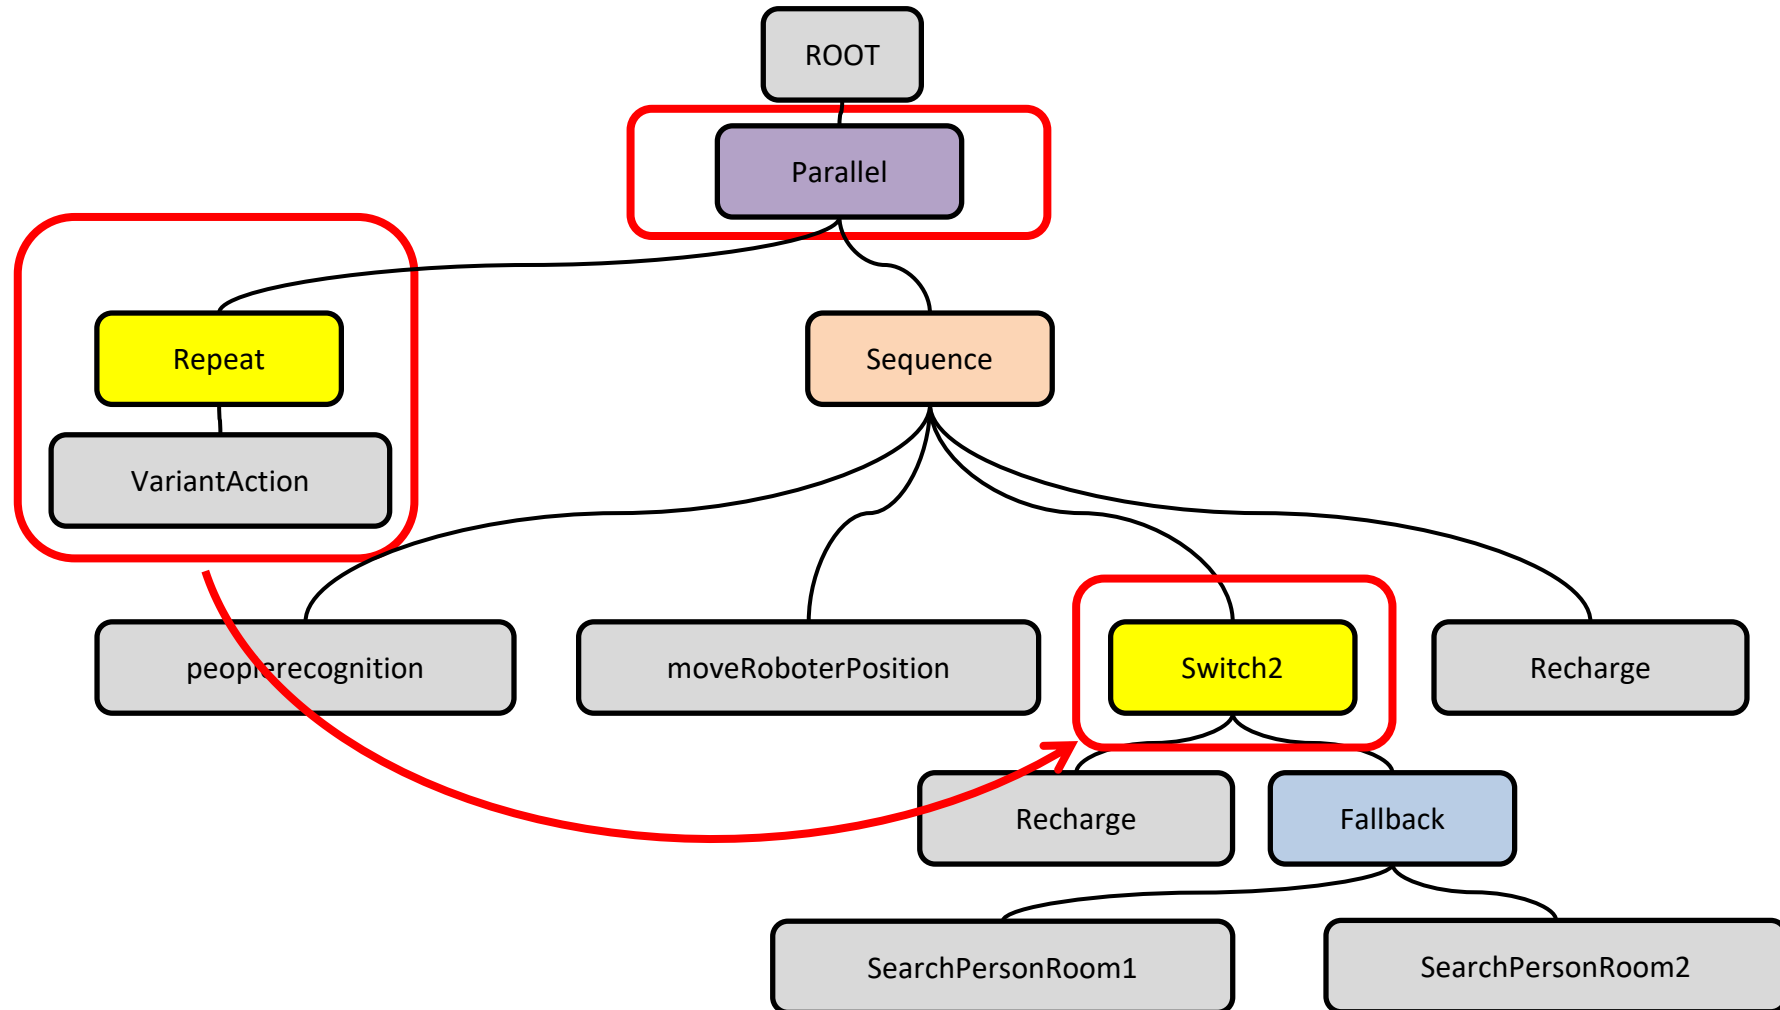 ROOT
Parallel
Repeat
Sequence
VariantAction
peoplerecognition
moveRoboterPosition
Switch2
Recharge
Recharge
Fallback
SearchPersonRoom1
SearchPersonRoom2